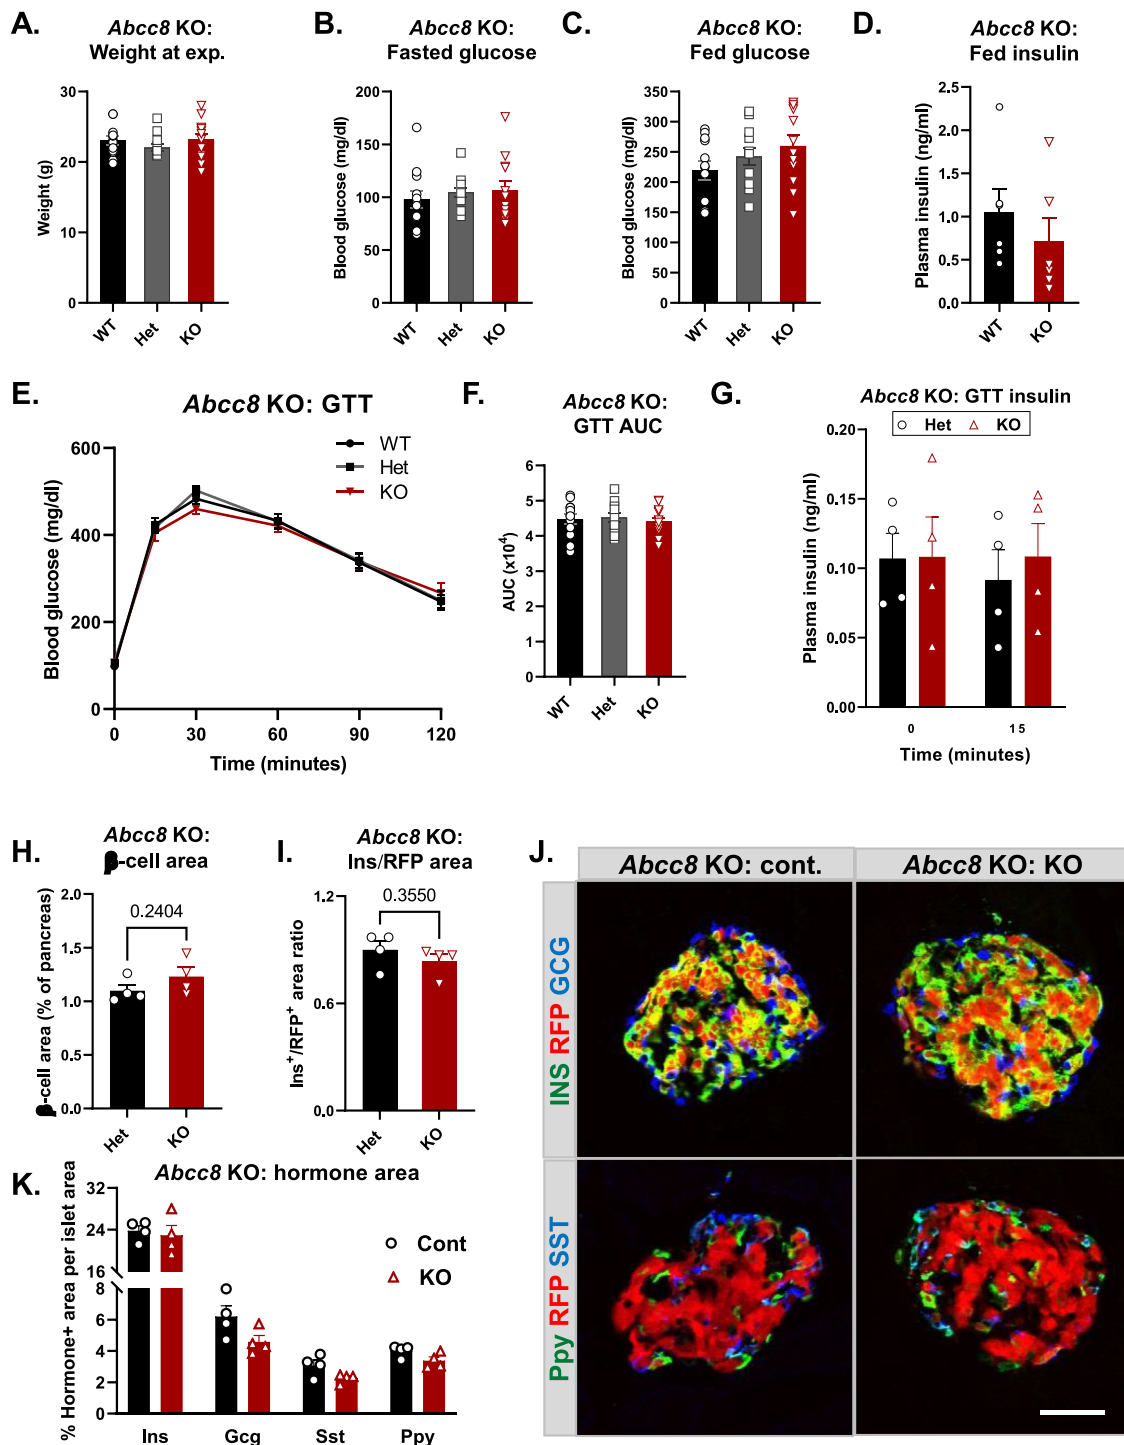 A.
Abcc8 KO:
Weight at exp.
Weight (g)
30
20
10
0
WT
Het
KO
B.
Abcc8 KO:
Fasted glucose
Blood glucose (mg/dl)
200
150
100
50
0
WT
Het
KO
C.
Abcc8 KO:
Fed glucose
Blood glucose (mg/dl)
350
300
250
200
150
100
50
0
WT
Het
KO
D.
Abcc8 KO:
Fed insulin
Plasma insulin (ng/ml)
2.5
2.0
1.5
1.0
0.5
0.0
WT
KO
E.
Abcc8 KO: GTT
WT
Het
KO
Blood glucose (mg/dl)
600
400
200
0
0 30 60 90 120
Time (minutes)
F.
Abcc8 KO:
GTT AUC
AUC (x10⁴)
6
5
4
3
2
1
0
WT
Het
KO
G.
Abcc8 KO: GTT insulin
Het KO
Plasma insulin (ng/ml)
0.20
0.15
0.10
0.05
0.00
0 15
Time (minutes)
H.
Abcc8 KO:
β-cell area
β-cell area (% of pancreas)
2.0
1.5
1.0
0.5
0.0
0.2404
Het
KO
I.
Abcc8 KO:
Ins/RFP area
Ins⁺/RFP⁺ area ratio
1.2
0.9
0.6
0.3
0.0
0.3550
Het
KO
J.
Abcc8 KO: cont.
Abcc8 KO: KO
INS RFP GCG
Ppy RFP SST
K.
Abcc8 KO: hormone area
% Hormone+ area per islet area
32
24
16
8
6
4
2
0
Cont
KO
Ins Gcg Sst Ppy